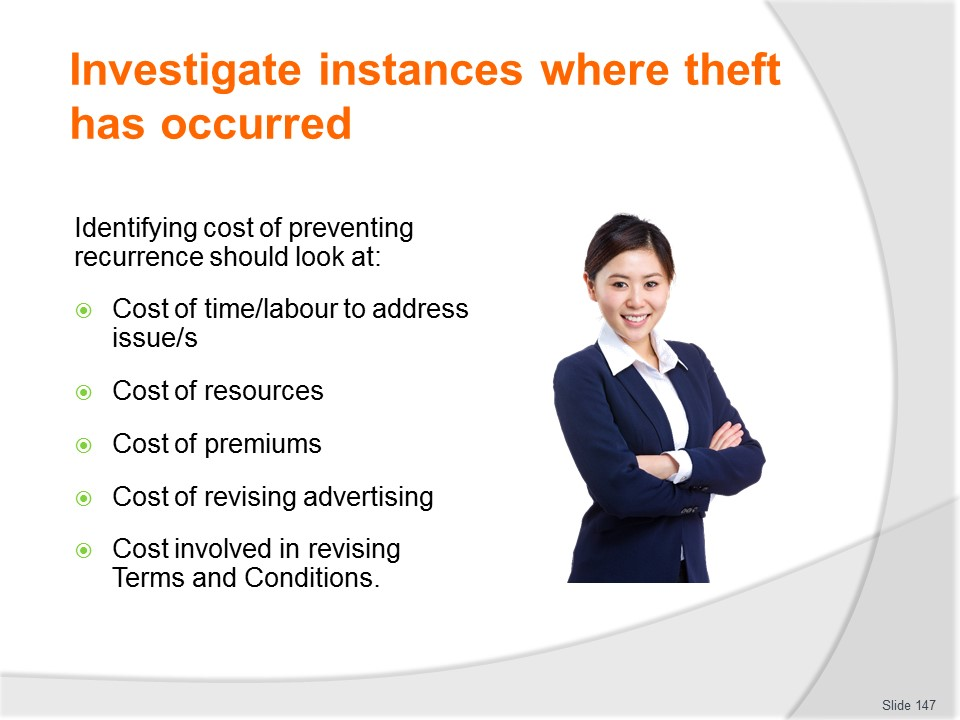 Investigate instances where theft
has occurred
Identifying cost of preventing
recurrence should look at:
Cost of time/labour to address
issue/s
Cost of resources
Cost of premiums
Cost of revising advertising
Cost involved in revising
Terms and Conditions.
Slide 147